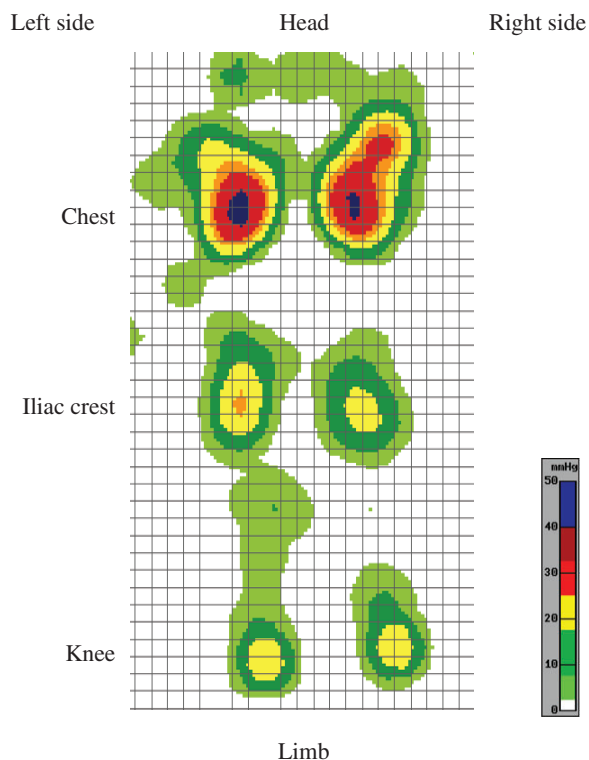 Left side Head Right side
Chest
Iliac crest
Knee
Limb
mmHg
50
40
30
20
10
0